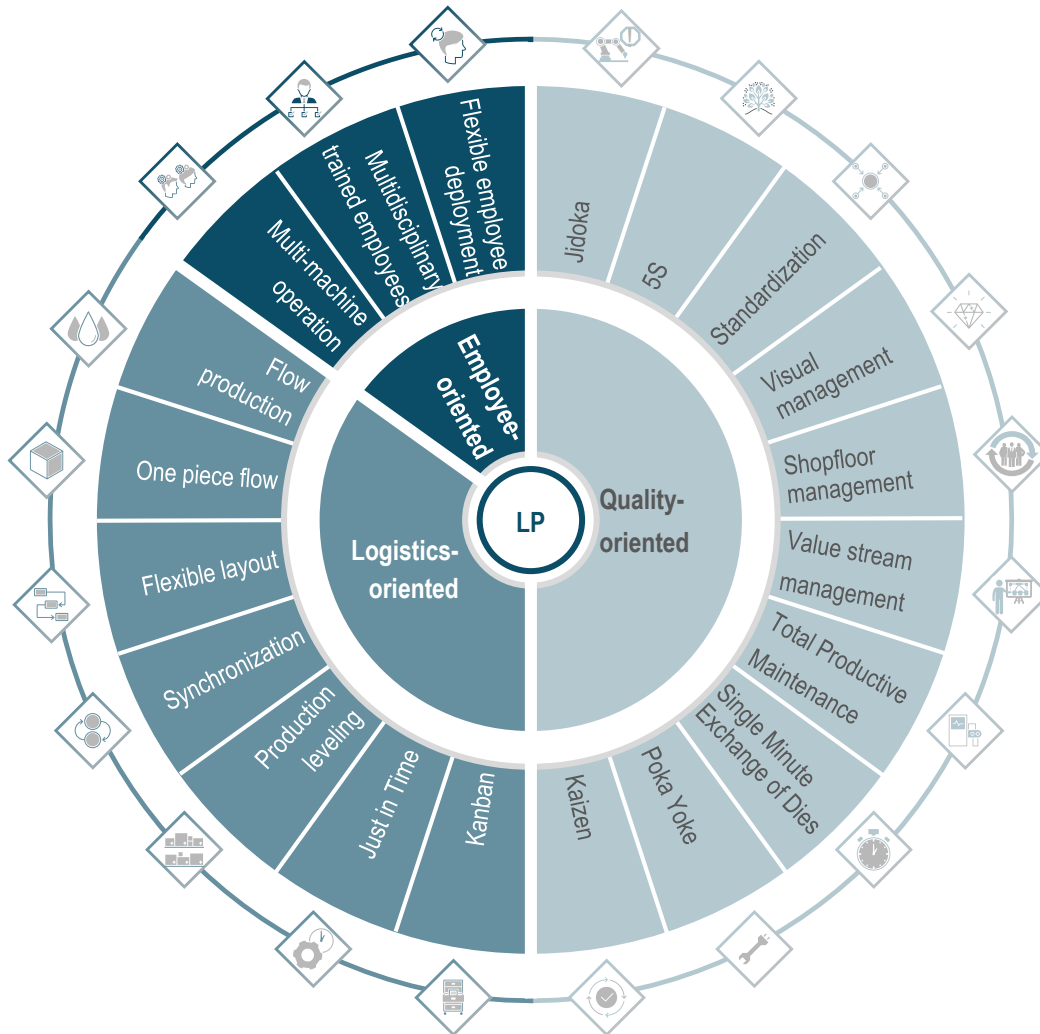 LP
Employee-
oriented
Quality-
oriented
Logistics-
oriented
Jidoka
5S
Standardization
Visual
management
Shopfloor
management
Value stream
management
Total Productive
Maintenance
Single Minute
Exchange of Dies
Poka Yoke
Kaizen
Kanban
Just in Time
Production
leveling
Synchronization
Flexible layout
One piece flow
Flow
production
Multi-machine
operation
Multidisciplinary
trained employees
Flexible employee
deployment